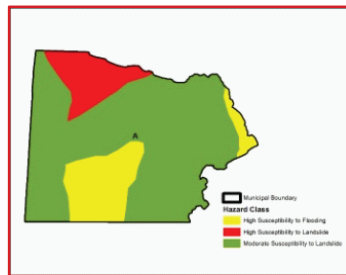 A
Municipal Boundary
Hazard Class
High Susceptibility to Flooding
High Susceptibility to Landslide
Moderate Susceptibility to Landslide